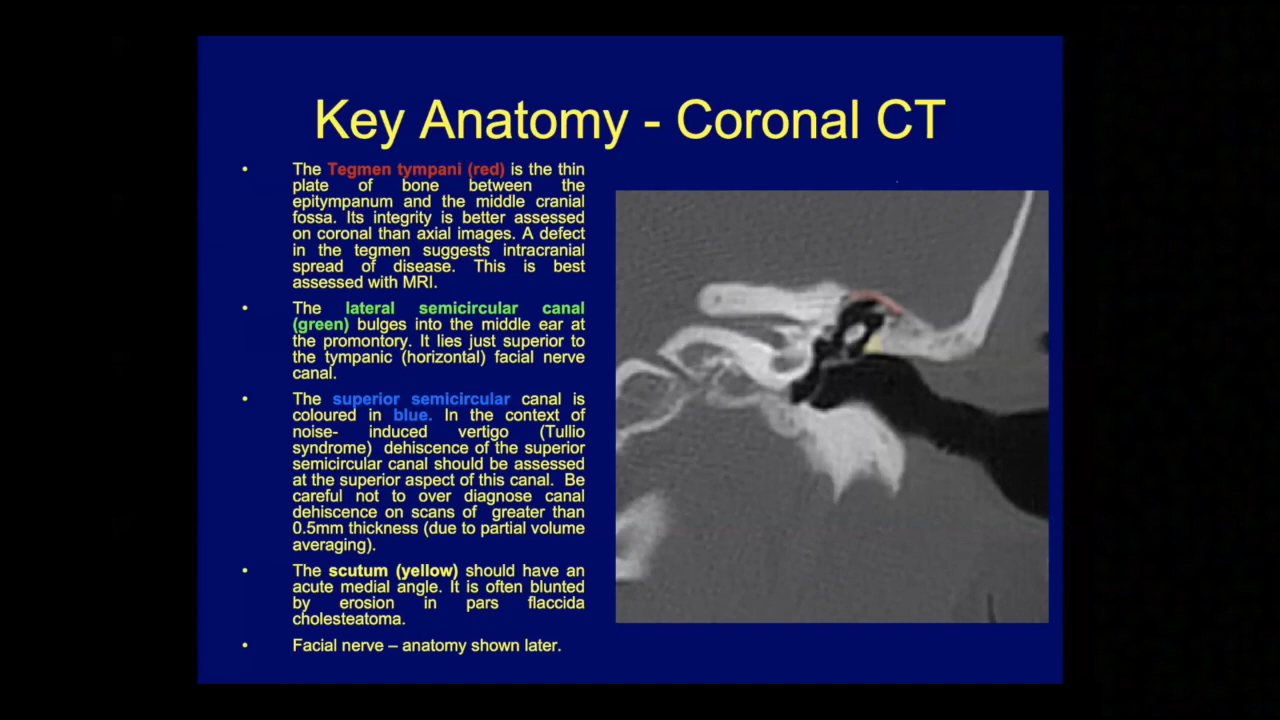 Key Anatomy - Coronal CT
• The Tegmen tympani (red) is the thin
plate of bone between the
epitympanum and the middle cranial
fossa. Its integrity is better assessed
on coronal than axial images. A defect
in the tegmen suggests intracranial
spread of disease. This is best
assessed with MRI.
• The lateral semicircular canal
(green) bulges into the middle ear at
the promontory. It lies just superior to
the tympanic (horizontal) facial nerve
canal.
• The superior semicircular canal is
coloured in blue. In the context of
noise- induced vertigo (Tullio
syndrome) dehiscence of the superior
semicircular canal should be assessed
at the superior aspect of this canal. Be
careful not to over diagnose canal
dehiscence on scans of greater than
0.5mm thickness (due to partial volume
averaging).
• The scutum (yellow) should have an
acute medial angle. It is often blunted
by erosion in pars flaccida
cholesteatoma.
• Facial nerve – anatomy shown later.